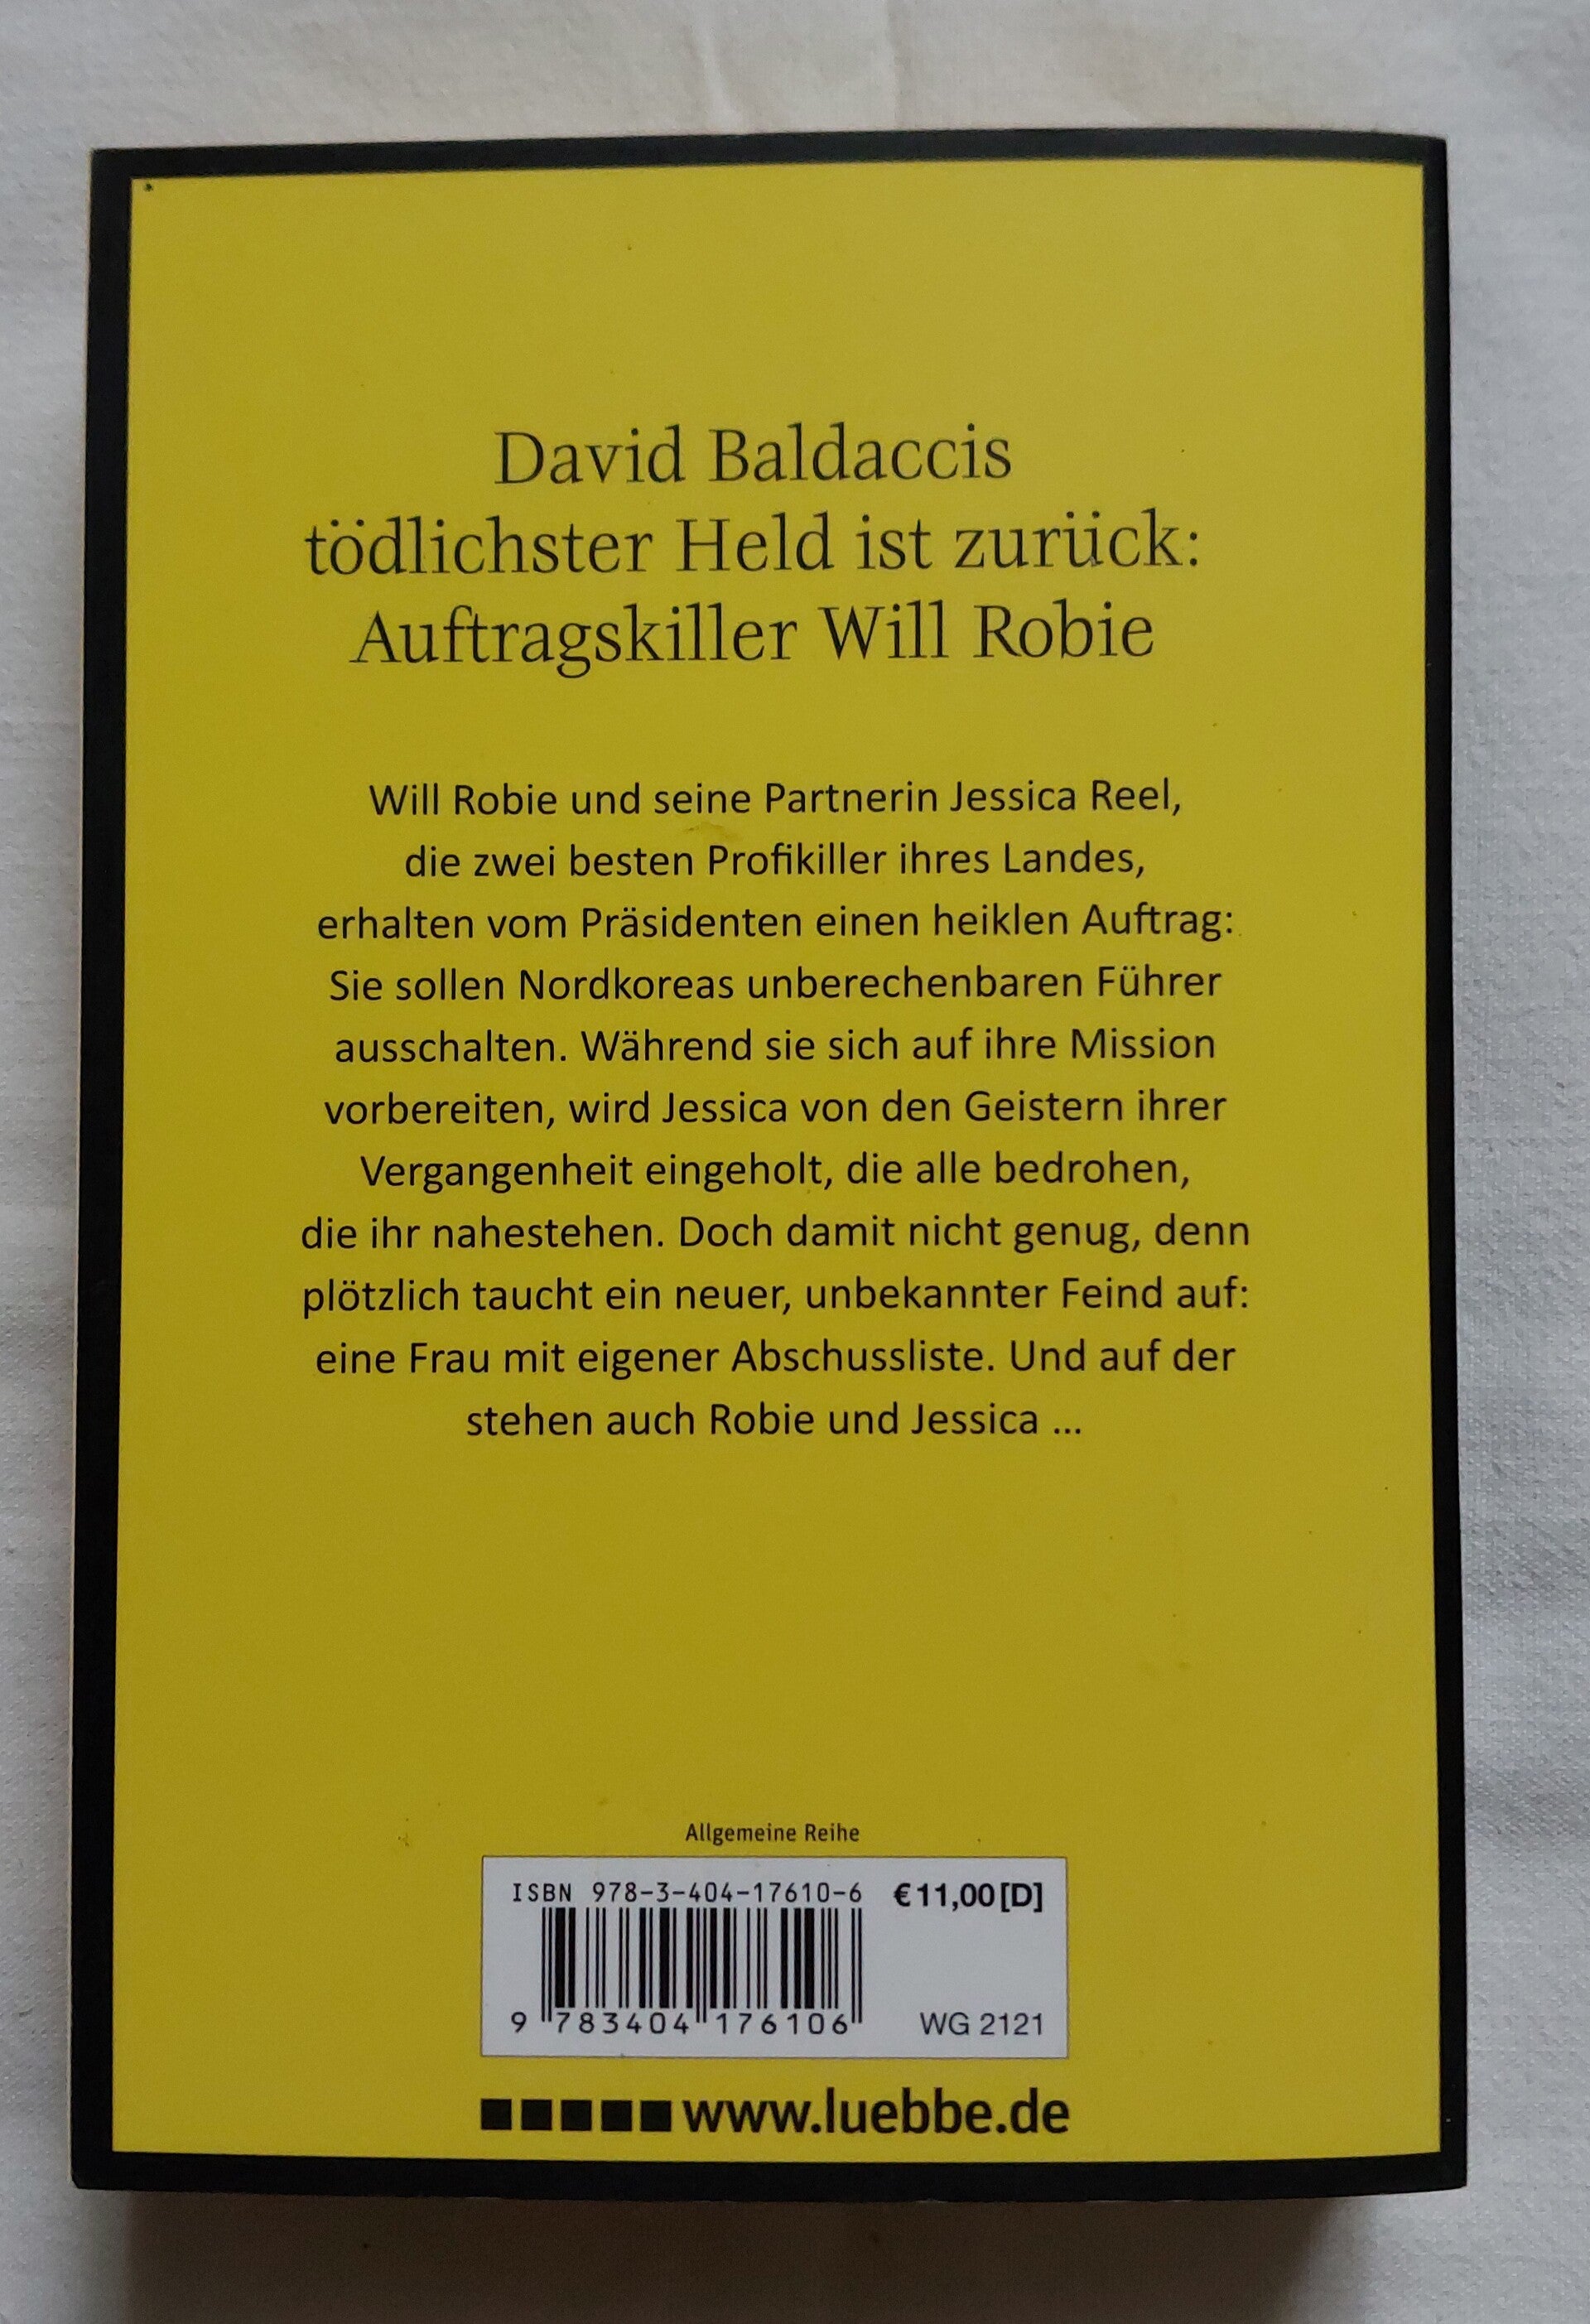 David Baldaccis
tödlichster Held ist zurück:
Auftragskiller Will Robie
Will Robie und seine Partnerin Jessica Reel,
die zwei besten Profikiller ihres Landes,
erhalten vom Präsidenten einen heiklen Auftrag:
Sie sollen Nordkoreas unberechenbaren Führer
ausschalten. Während sie sich auf ihre Mission
vorbereiten, wird Jessica von den Geistern ihrer
Vergangenheit eingeholt, die alle bedrohen,
die ihr nahestehen. Doch damit nicht genug, denn
plötzlich taucht ein neuer, unbekannter Feind auf:
eine Frau mit eigener Abschussliste. Und auf der
stehen auch Robie und Jessica ...
Allgemeine Reihe
ISBN 978-3-404-17610-6 €11,00[D]
9 783404 176106 WG 2121
www.luebbe.de